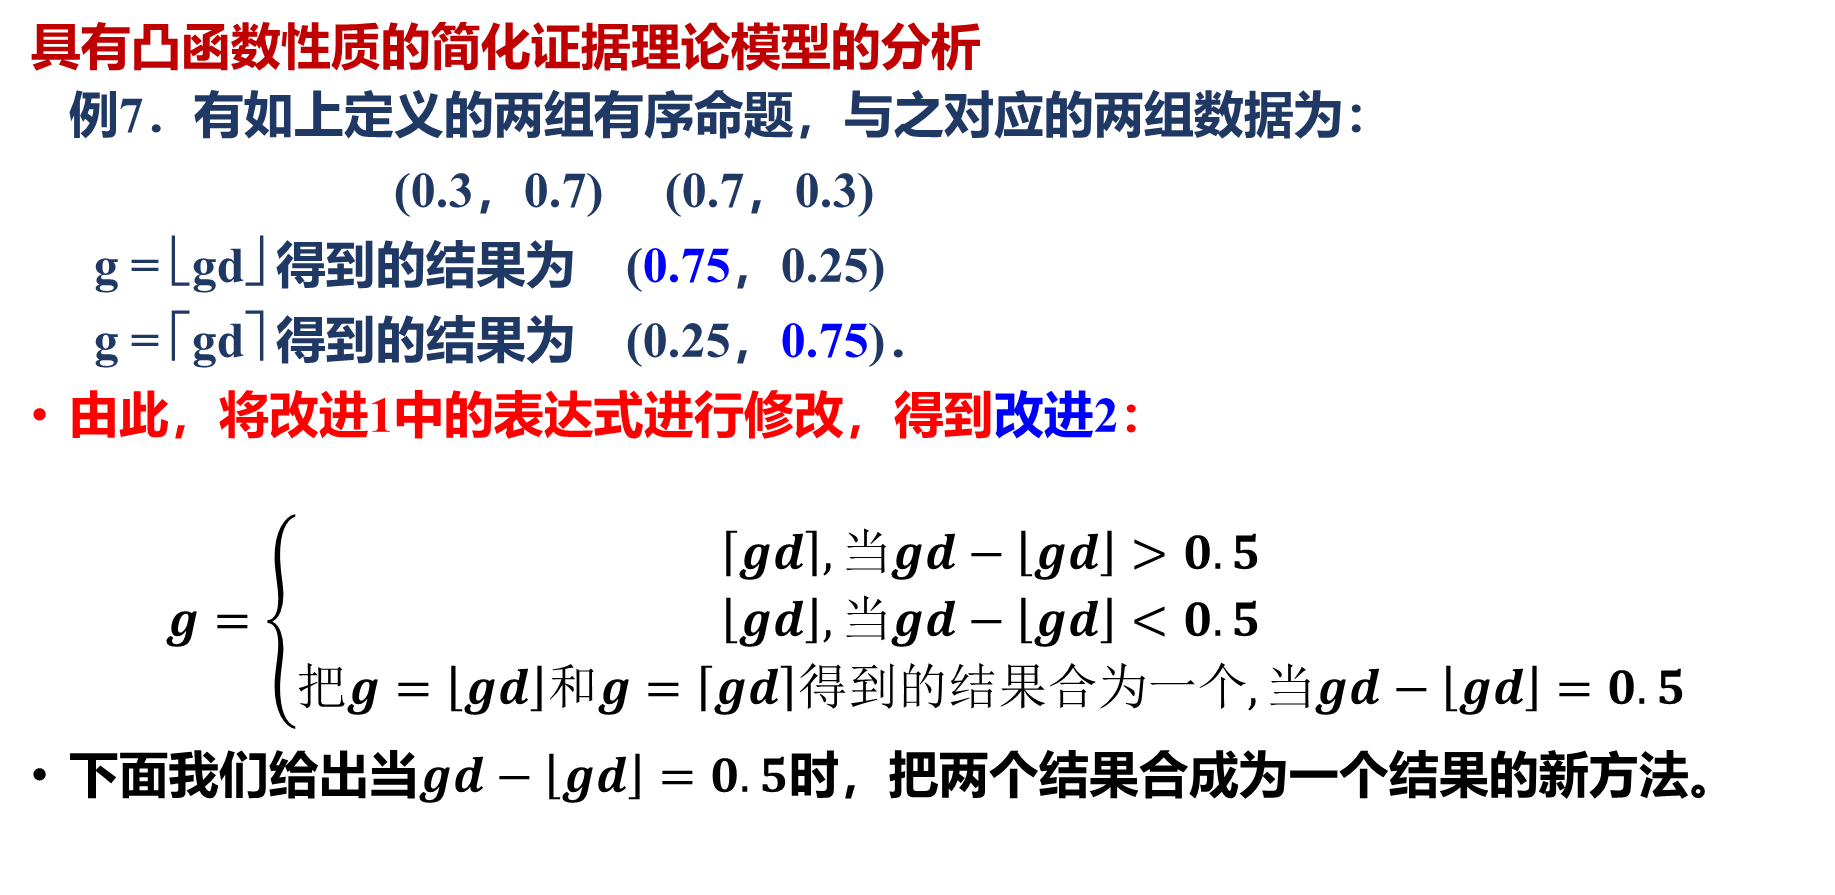 具有凸函数性质的简化证据理论模型的分析
例7．有如上定义的两组有序命题，与之对应的两组数据为：
(0.3，0.7) (0.7，0.3)
g =⌊gd⌋得到的结果为 (0.75，0.25)
g =⌈gd⌉得到的结果为 (0.25，0.75)．
• 由此，将改进1中的表达式进行修改，得到改进2：
⌈gd⌉,当gd − ⌊gd⌋ > 0.5
g = { ⌊gd⌋,当gd − ⌊gd⌋ < 0.5
把g = ⌊gd⌋和g = ⌈gd⌉得到的结果合为一个,当gd − ⌊gd⌋ = 0.5
• 下面我们给出当gd − ⌊gd⌋ = 0.5时，把两个结果合成为一个结果的新方法。